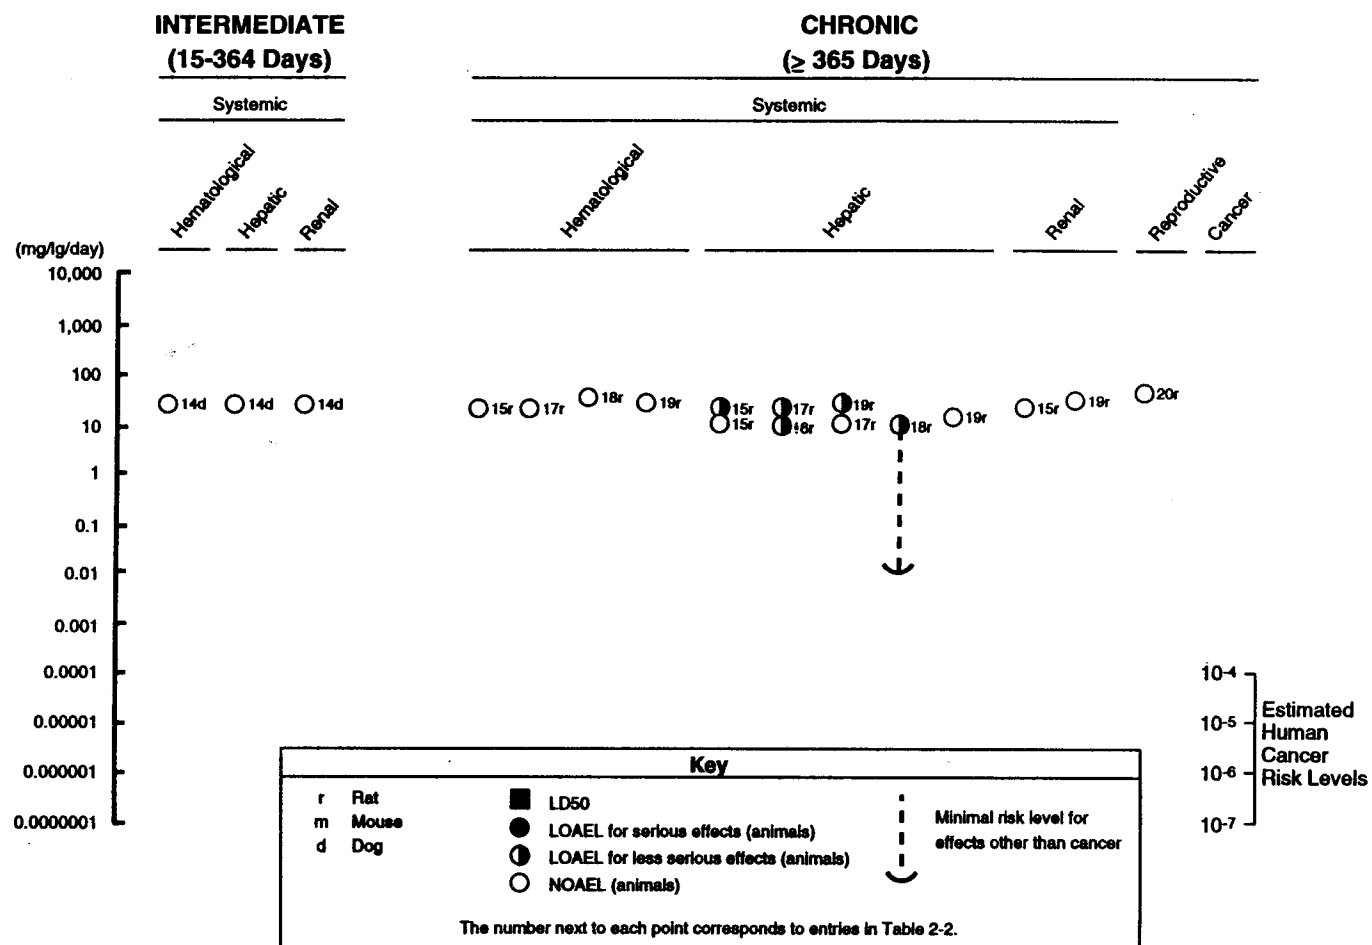 INTERMEDIATE
(15-364 Days)
CHRONIC
(≥ 365 Days)
Systemic
Systemic
Hematological
Hepatic
Renal
Hematological
Hepatic
Renal
Reproductive
Cancer
(mg/lg/day)
10,000
1,000
100
10
1
0.1
0.01
0.001
0.0001
0.00001
0.000001
0.0000001
14d
14d
14d
15r
17r
18r
19r
15r
15r
17r
16r
19r
17r
18r
19r
15r
19r
20r
10-4
10-5
10-6
10-7
Estimated
Human
Cancer
Risk Levels
Key
r Rat
m Mouse
d Dog
LD50
LOAEL for serious effects (animals)
LOAEL for less serious effects (animals)
NOAEL (animals)
Minimal risk level for
effects other than cancer
The number next to each point corresponds to entries in Table 2-2.